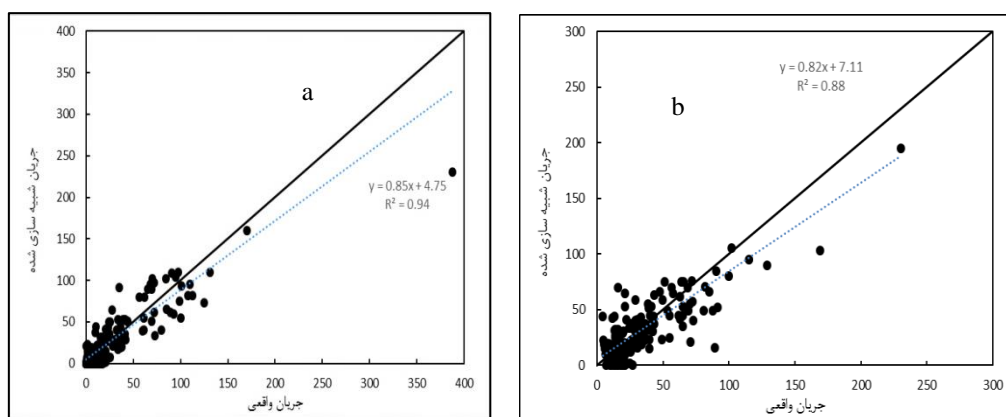 400
350
300
250
200
150
100
50
0
جریان شبیه سازی شده
a
y = 0.85x + 4.75
R² = 0.94
0 50 100 150 200 250 300 350 400
جریان واقعی
300
250
200
150
100
50
0
جریان شبیه سازی شده
b
y = 0.82x + 7.11
R² = 0.88
0 50 100 150 200 250 300
جریان واقعی